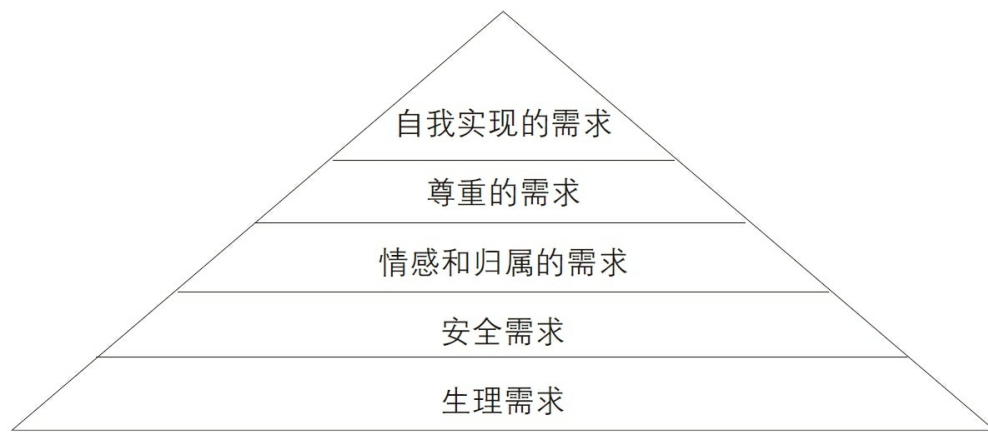 自我实现的需求
尊重的需求
情感和归属的需求
安全需求
生理需求